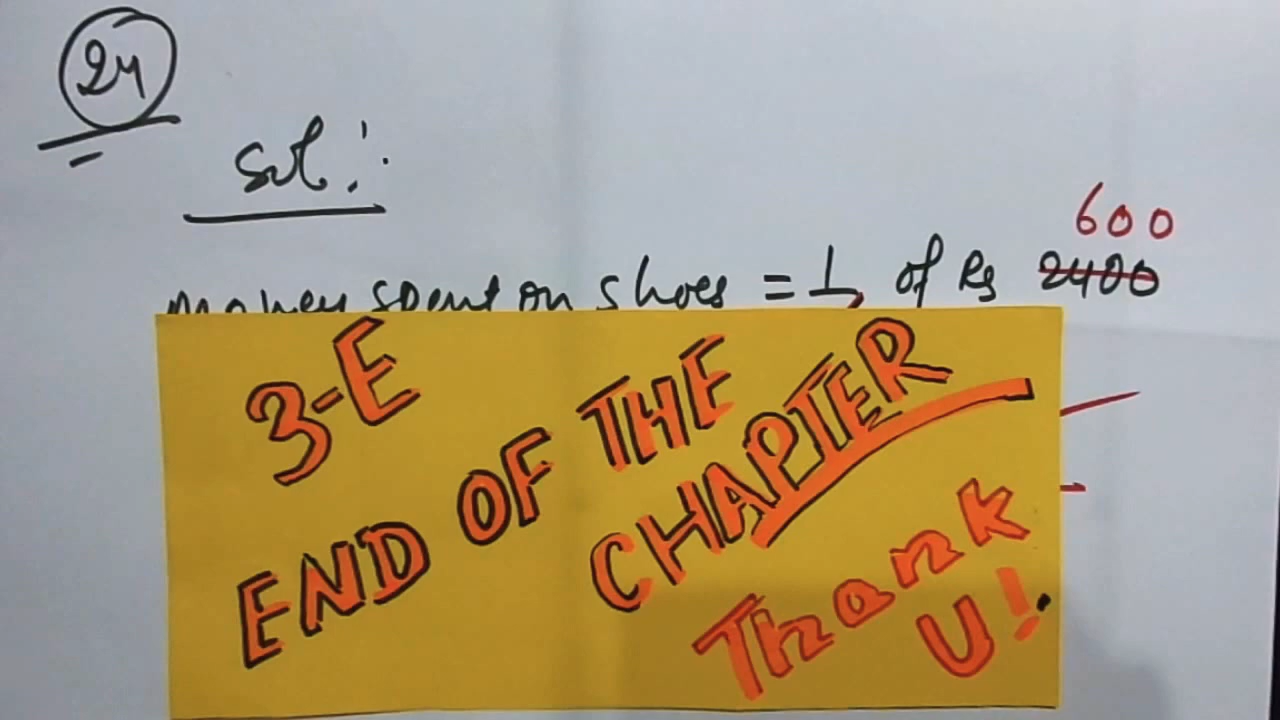 24
Sol:
600
Money spent on shoes = 1 of Rs 2400
3-E
END OF THE
CHAPTER
Thank
U!